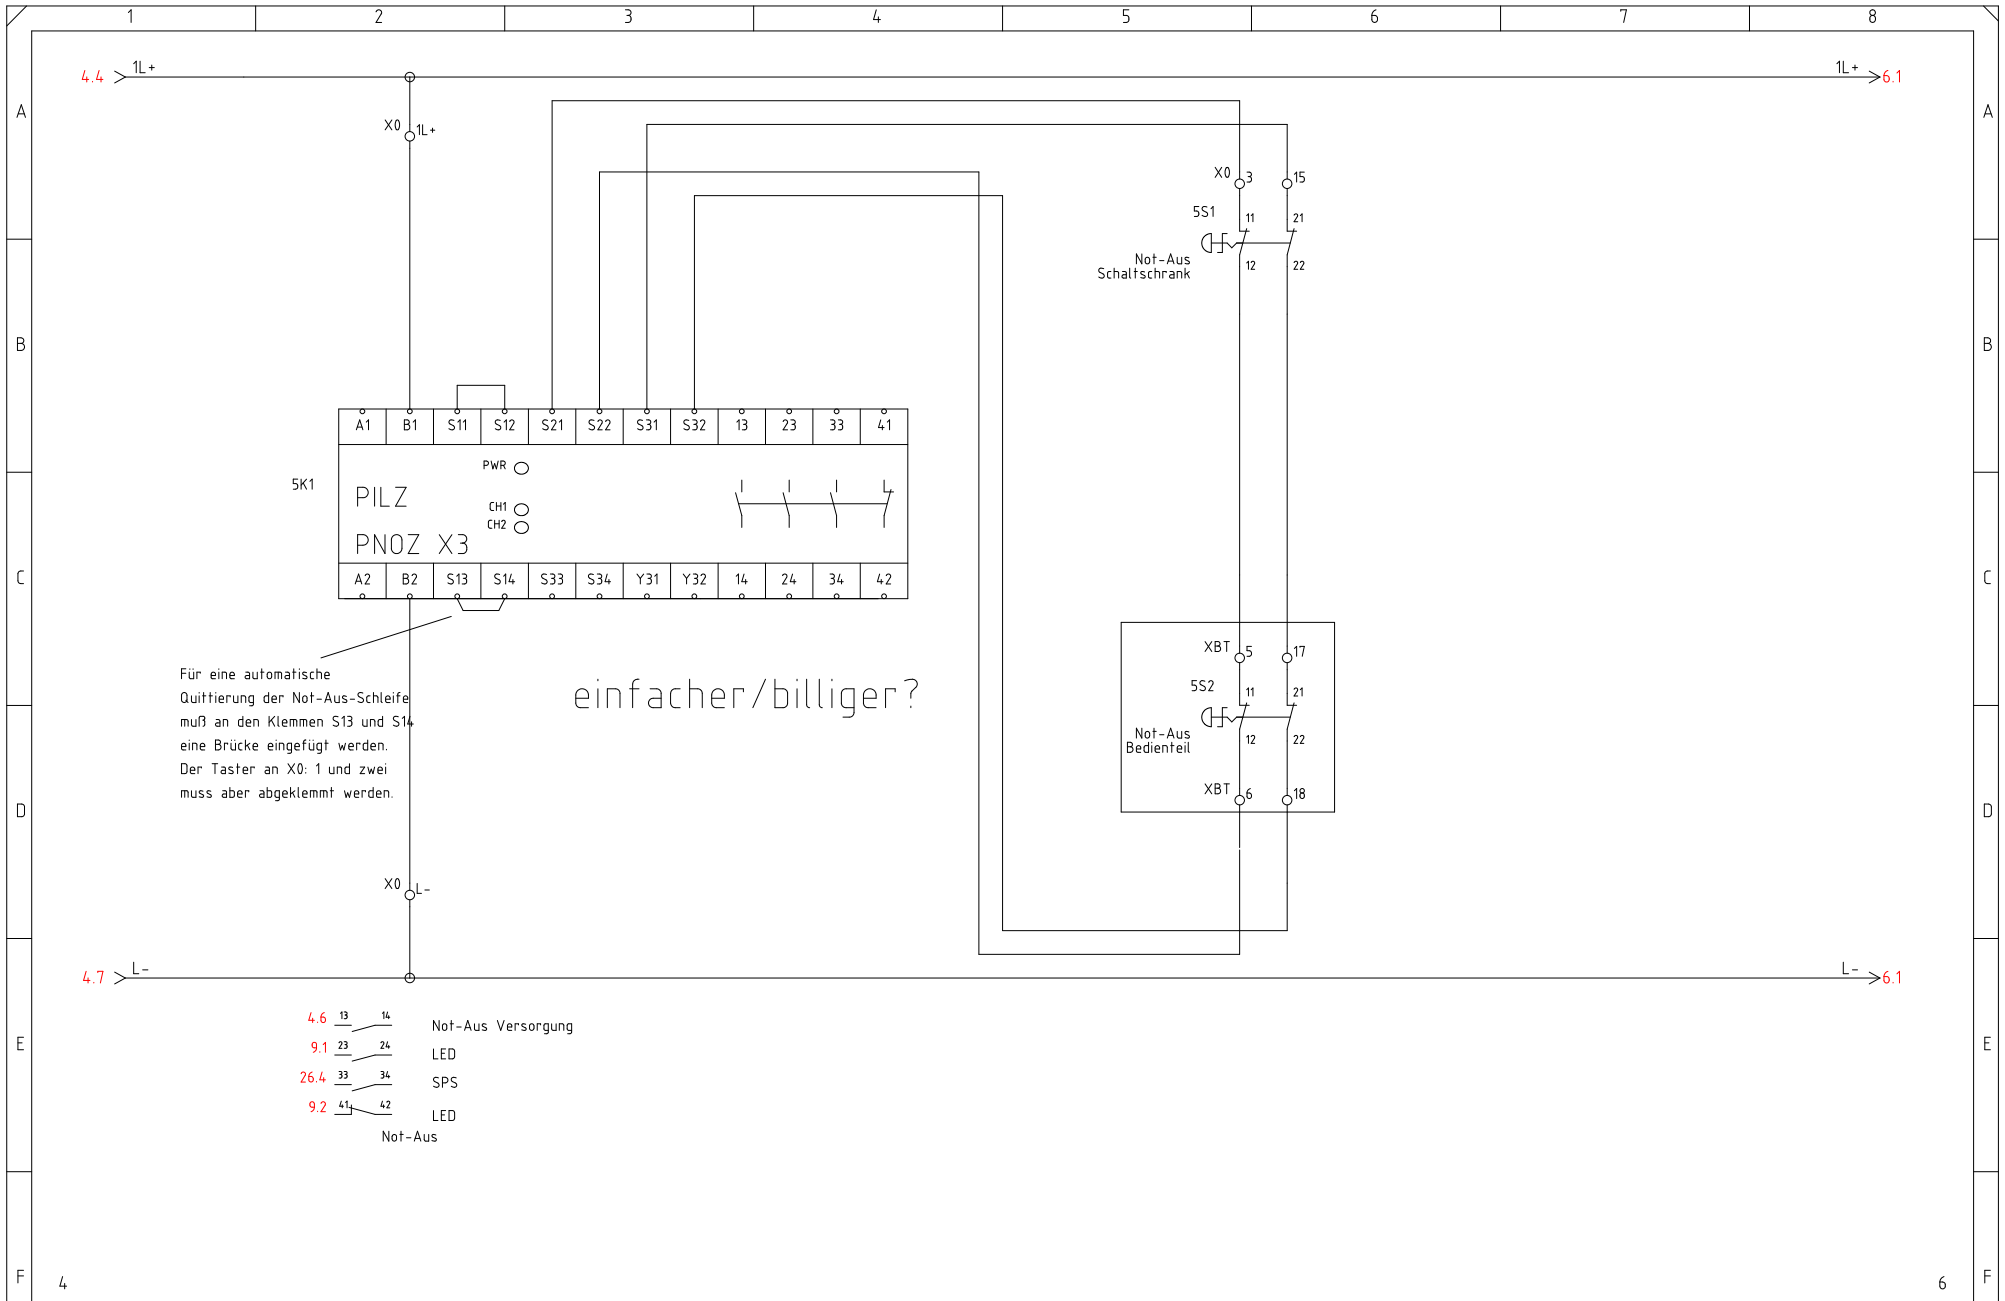 1 2 3 4 5 6 7 8
4.4 1L+ 1L+ 6.1
A A
X0 1L+
X0 3 15
5S1 11 21
Not-Aus
Schaltschrank
12 22
B B
A1 B1 S11 S12 S21 S22 S31 S32 13 23 33 41
PWR
5K1
PILZ
CH1
CH2
PNOZ X3
C C
A2 B2 S13 S14 S33 S34 Y31 Y32 14 24 34 42
XBT 5 17
5S2 11 21
Not-Aus
Bedienteil
12 22
XBT 6 18
Für eine automatische
Quittierung der Not-Aus-Schleife
muß an den Klemmen S13 und S14
eine Brücke eingefügt werden.
Der Taster an X0: 1 und zwei
muss aber abgeklemmt werden.
einfacher/billiger?
D D
X0 L-
4.7 L- L- 6.1
4.6 13 14 Not-Aus Versorgung
9.1 23 24 LED
E E
26.4 33 34 SPS
9.2 41 42 LED
Not-Aus
F 4 6 F